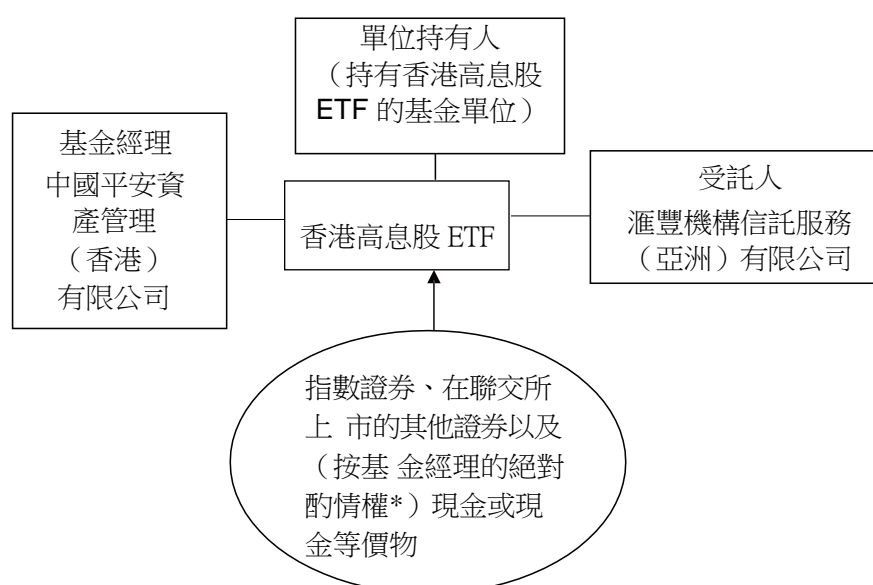 單位持有人
（持有香港高息股
ETF 的基金單位）
基金經理
中國平安資
產管理
（香港）
有限公司
香港高息股 ETF
受託人
滙豐機構信託服務
（亞洲）有限公司
指數證券、在聯交所
上 市的其他證券以及
（按基 金經理的絕對
酌情權*）現金或現
金等價物